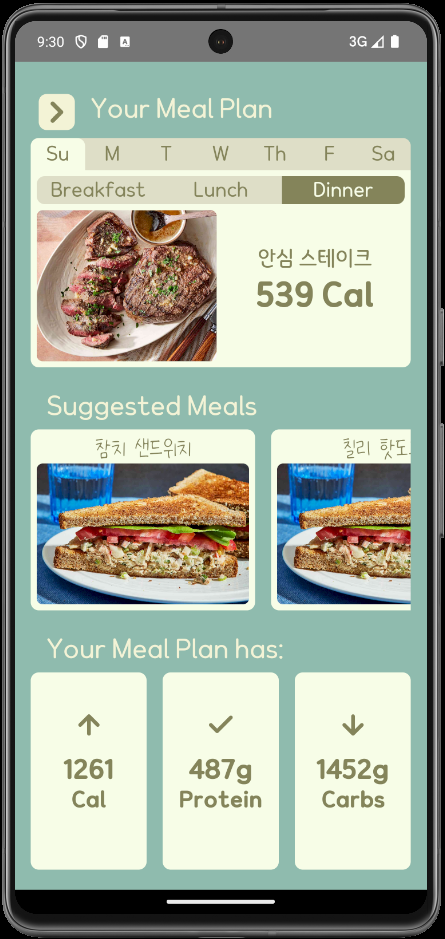 9:30
3G
Your Meal Plan
Su M T W Th F Sa
Breakfast Lunch Dinner
안심 스테이크
539 Cal
Suggested Meals
참치 샌드위치 칠리 핫도..
Your Meal Plan has:
1261 487g 1452g
Cal Protein Carbs